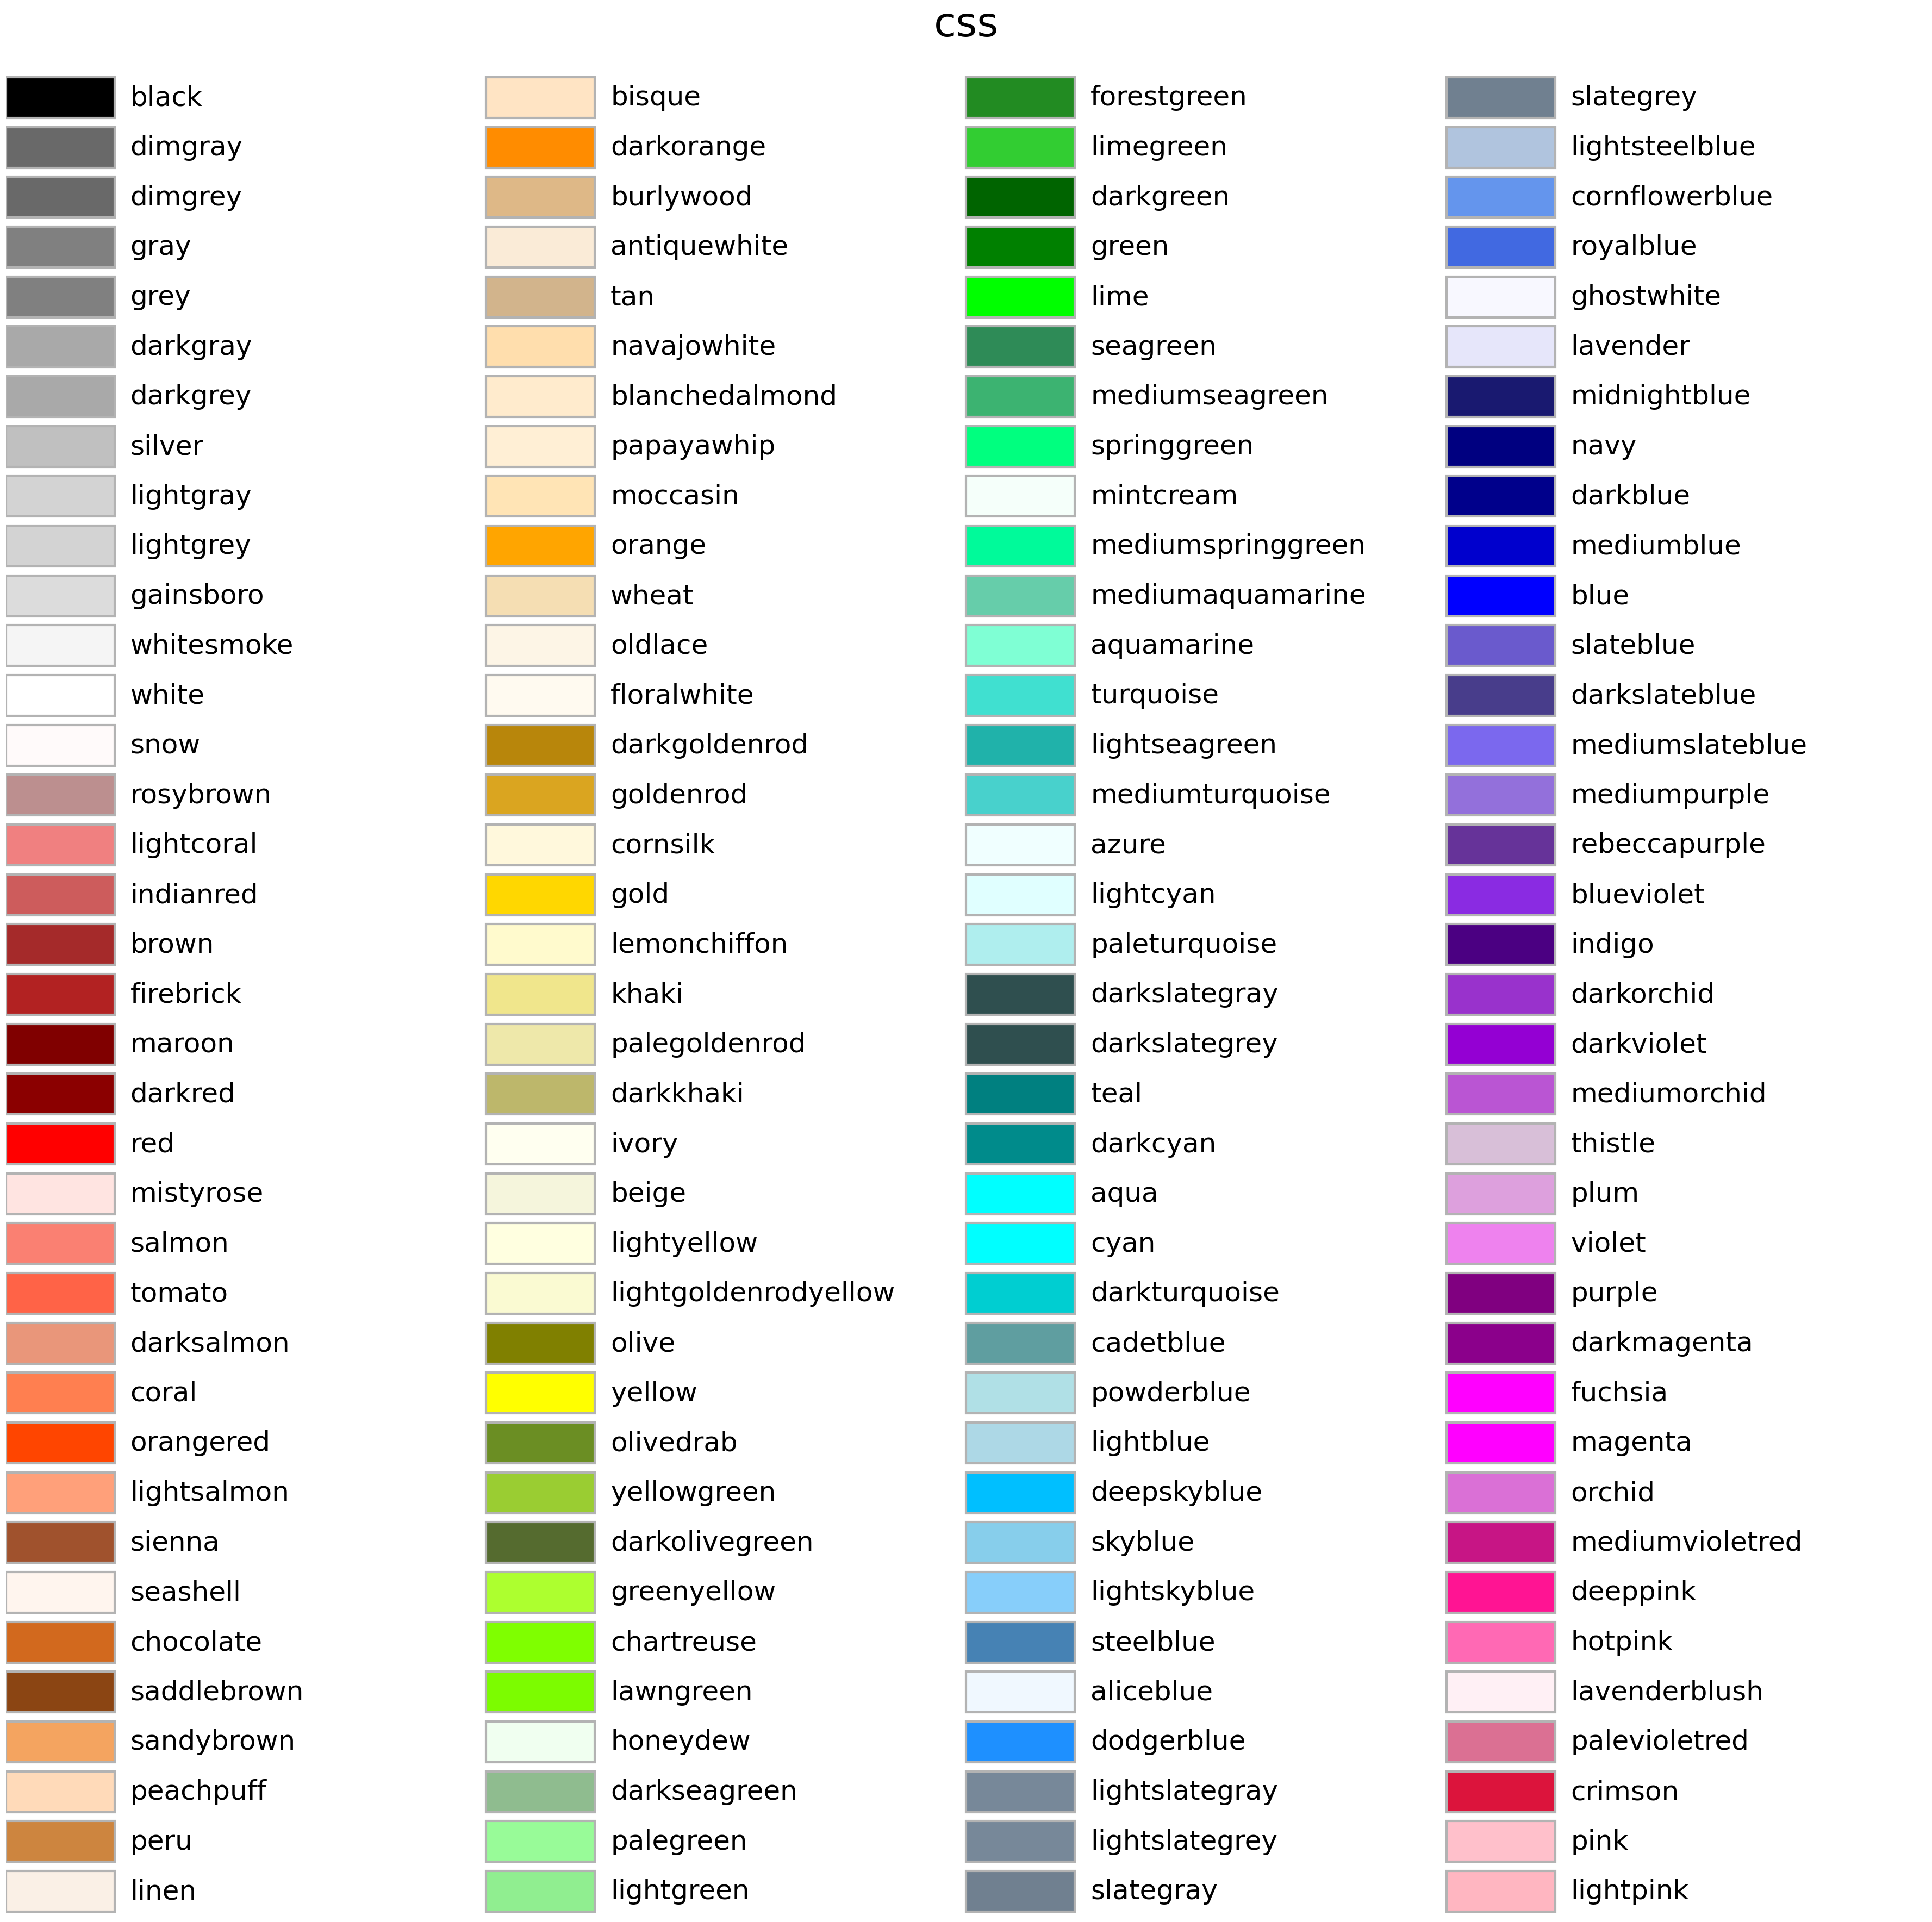 css
black
dimgray
dimgrey
gray
grey
darkgray
darkgrey
silver
lightgray
lightgrey
gainsboro
whitesmoke
white
snow
rosybrown
lightcoral
indianred
brown
firebrick
maroon
darkred
red
mistyrose
salmon
tomato
darksalmon
coral
orangered
lightsalmon
sienna
seashell
chocolate
saddlebrown
sandybrown
peachpuff
peru
linen
bisque
darkorange
burlywood
antiquewhite
tan
navajowhite
blanchedalmond
papayawhip
moccasin
orange
wheat
oldlace
floralwhite
darkgoldenrod
goldenrod
cornsilk
gold
lemonchiffon
khaki
palegoldenrod
darkkhaki
ivory
beige
lightyellow
lightgoldenrodyellow
olive
yellow
olivedrab
yellowgreen
darkolivegreen
greenyellow
chartreuse
lawngreen
honeydew
darkseagreen
palegreen
lightgreen
forestgreen
limegreen
darkgreen
green
lime
seagreen
mediumseagreen
springgreen
mintcream
mediumspringgreen
mediumaquamarine
aquamarine
turquoise
lightseagreen
mediumturquoise
azure
lightcyan
paleturquoise
darkslategray
darkslategrey
teal
darkcyan
aqua
cyan
darkturquoise
cadetblue
powderblue
lightblue
deepskyblue
skyblue
lightskyblue
steelblue
aliceblue
dodgerblue
lightslategray
lightslategrey
slategray
slategrey
lightsteelblue
cornflowerblue
royalblue
ghostwhite
lavender
midnightblue
navy
darkblue
mediumblue
blue
slateblue
darkslateblue
mediumslateblue
mediumpurple
rebeccapurple
blueviolet
indigo
darkorchid
darkviolet
mediumorchid
thistle
plum
violet
purple
darkmagenta
fuchsia
magenta
orchid
mediumvioletred
deeppink
hotpink
lavenderblush
palevioletred
crimson
pink
lightpink